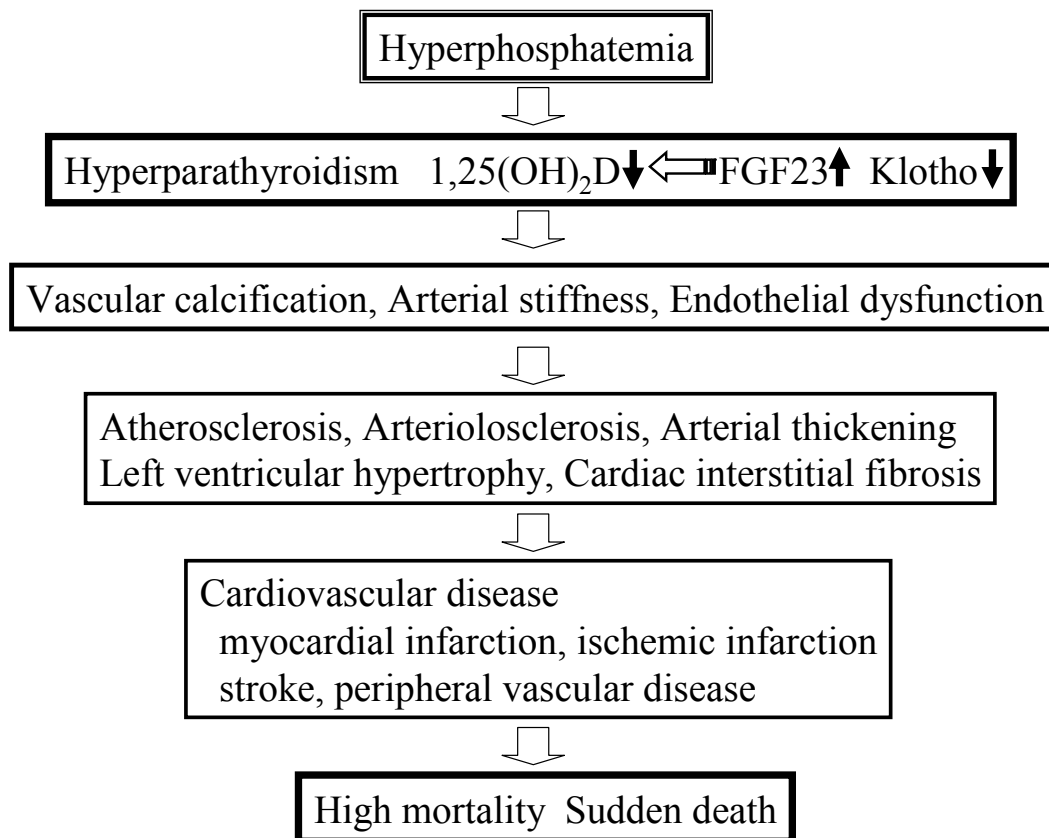 Hyperphosphatemia
Hyperparathyroidism 1,25(OH)₂D↓⇐FGF23↑ Klotho↓
Vascular calcification, Arterial stiffness, Endothelial dysfunction
Atherosclerosis, Arteriolosclerosis, Arterial thickening
Left ventricular hypertrophy, Cardiac interstitial fibrosis
Cardiovascular disease
myocardial infarction, ischemic infarction
stroke, peripheral vascular disease
High mortality Sudden death